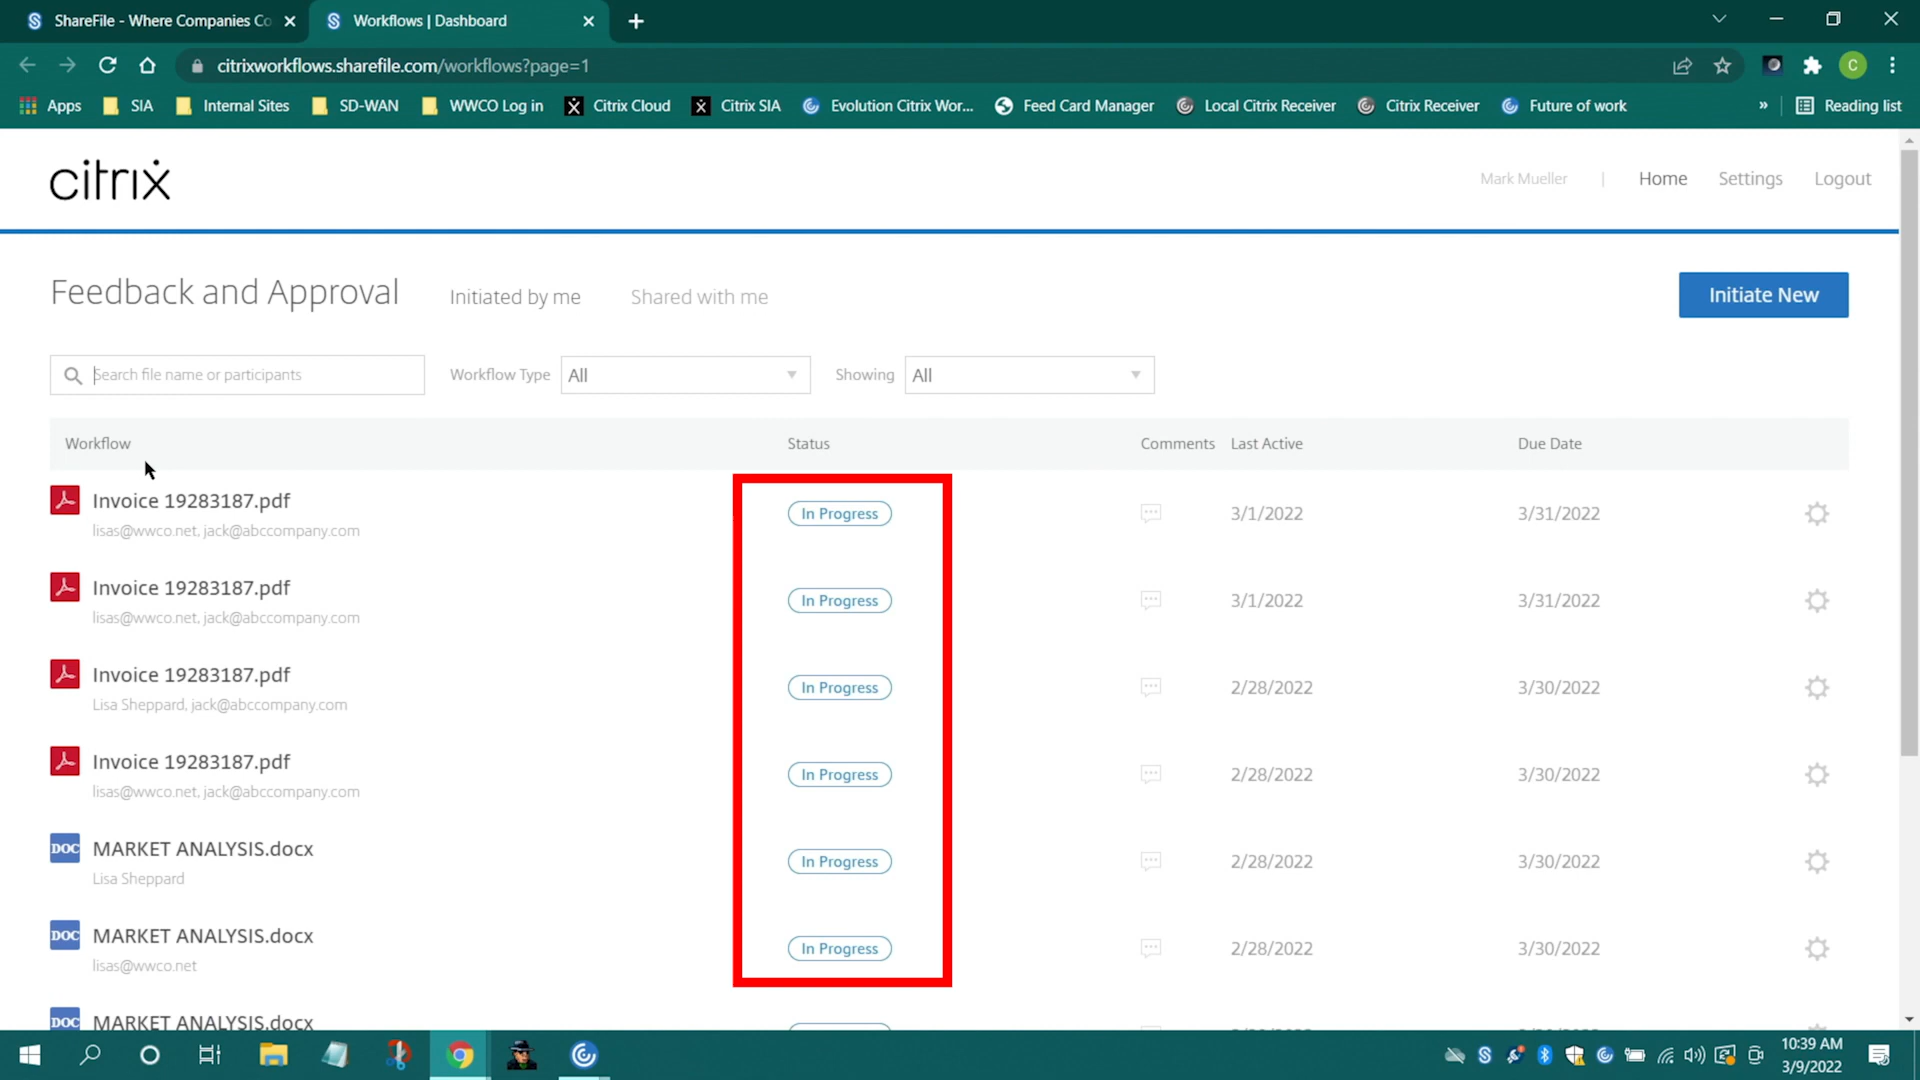 ShareFile - Where Companies Co
Workflows | Dashboard
citrixworkflows.sharefile.com/workflows?page=1
C
Apps SIA Internal Sites SD-WAN WWCO Log in Citrix Cloud Citrix SIA Evolution Citrix Wor... Feed Card Manager Local Citrix Receiver Citrix Receiver Future of work » Reading list
citrix
Mark Mueller | Home Settings Logout
Feedback and Approval Initiated by me Shared with me Initiate New
Search file name or participants Workflow Type All Showing All
Workflow Status Comments Last Active Due Date
Invoice 19283187.pdf In Progress 3/1/2022 3/31/2022
lisas@wwco.net, jack@abccompany.com
Invoice 19283187.pdf In Progress 3/1/2022 3/31/2022
lisas@wwco.net, jack@abccompany.com
Invoice 19283187.pdf In Progress 2/28/2022 3/30/2022
Lisa Sheppard, jack@abccompany.com
Invoice 19283187.pdf In Progress 2/28/2022 3/30/2022
lisas@wwco.net, jack@abccompany.com
DOC MARKET ANALYSIS.docx In Progress 2/28/2022 3/30/2022
Lisa Sheppard
DOC MARKET ANALYSIS.docx In Progress 2/28/2022 3/30/2022
lisas@wwco.net
DOC MARKET ANALYSIS.docx
10:39 AM
3/9/2022